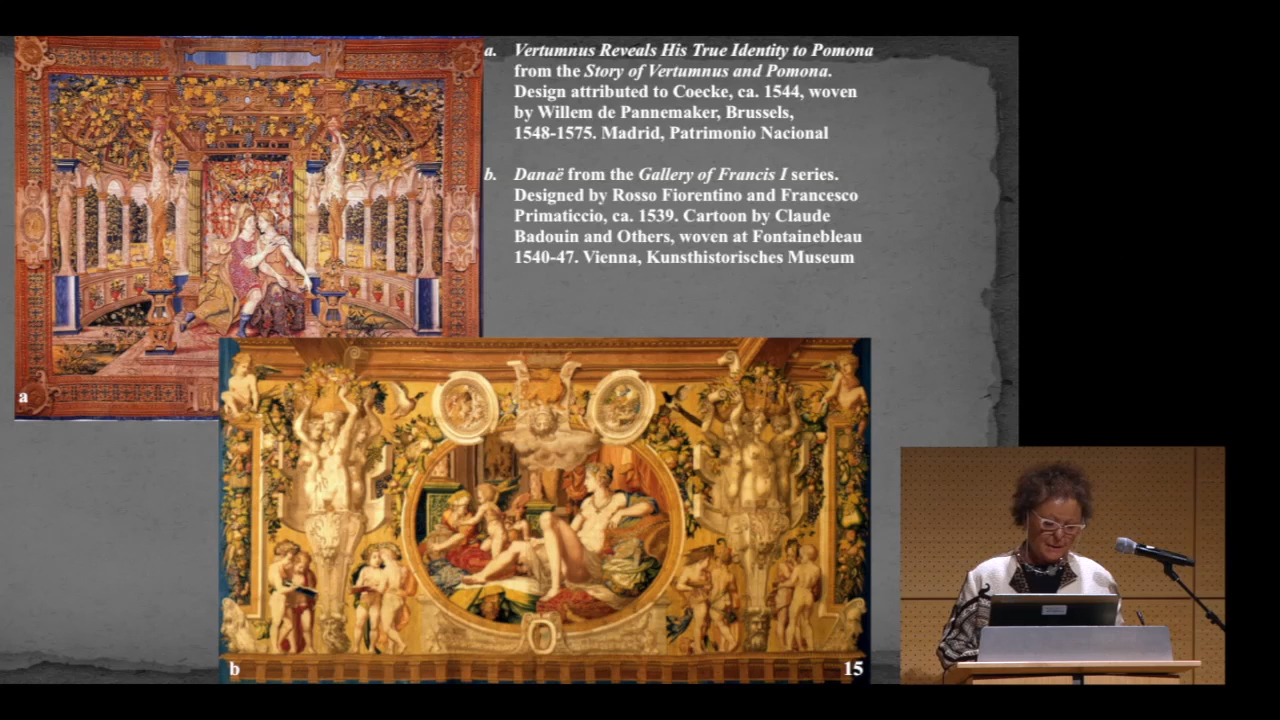 a. Vertumnus Reveals His True Identity to Pomona
from the Story of Vertumnus and Pomona.
Design attributed to Coecke, ca. 1544, woven
by Willem de Pannemaker, Brussels,
1548-1575. Madrid, Patrimonio Nacional
b. Danaë from the Gallery of Francis I series.
Designed by Rosso Fiorentino and Francesco
Primaticcio, ca. 1539. Cartoon by Claude
Badouin and Others, woven at Fontainebleau
1540-47. Vienna, Kunsthistorisches Museum
a
b
15